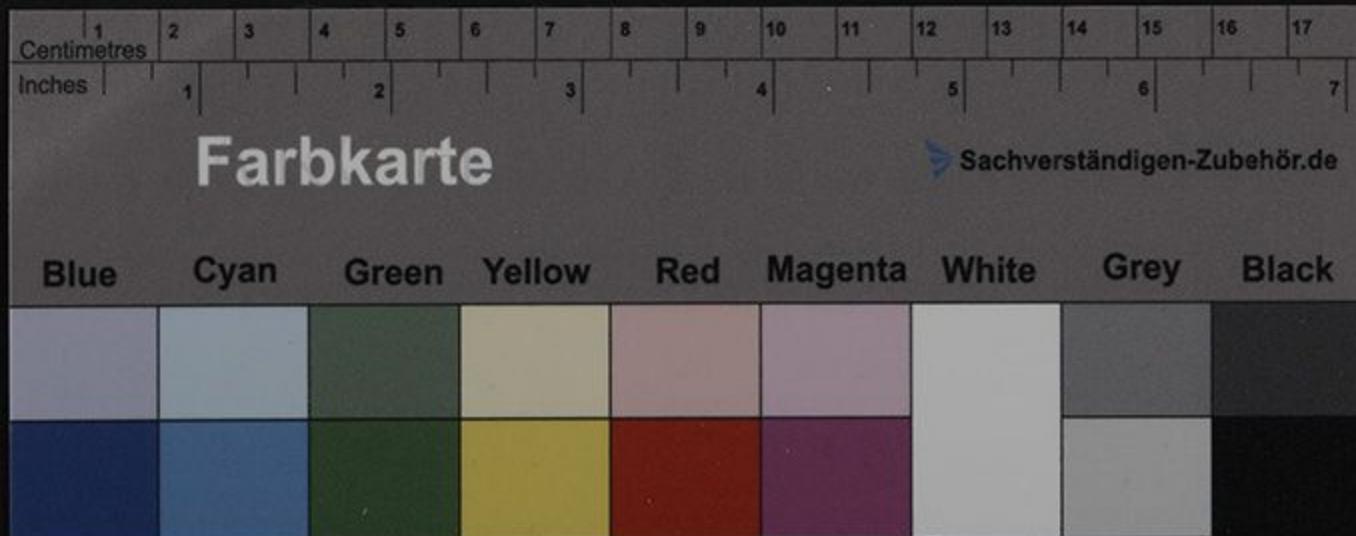 1 2 3 4 5 6 7 8 9 10 11 12 13 14 15 16 17
Centimetres
Inches
1 2 3 4 5 6 7
Farbkarte
Sachverständigen-Zubehör.de
Blue Cyan Green Yellow Red Magenta White Grey Black